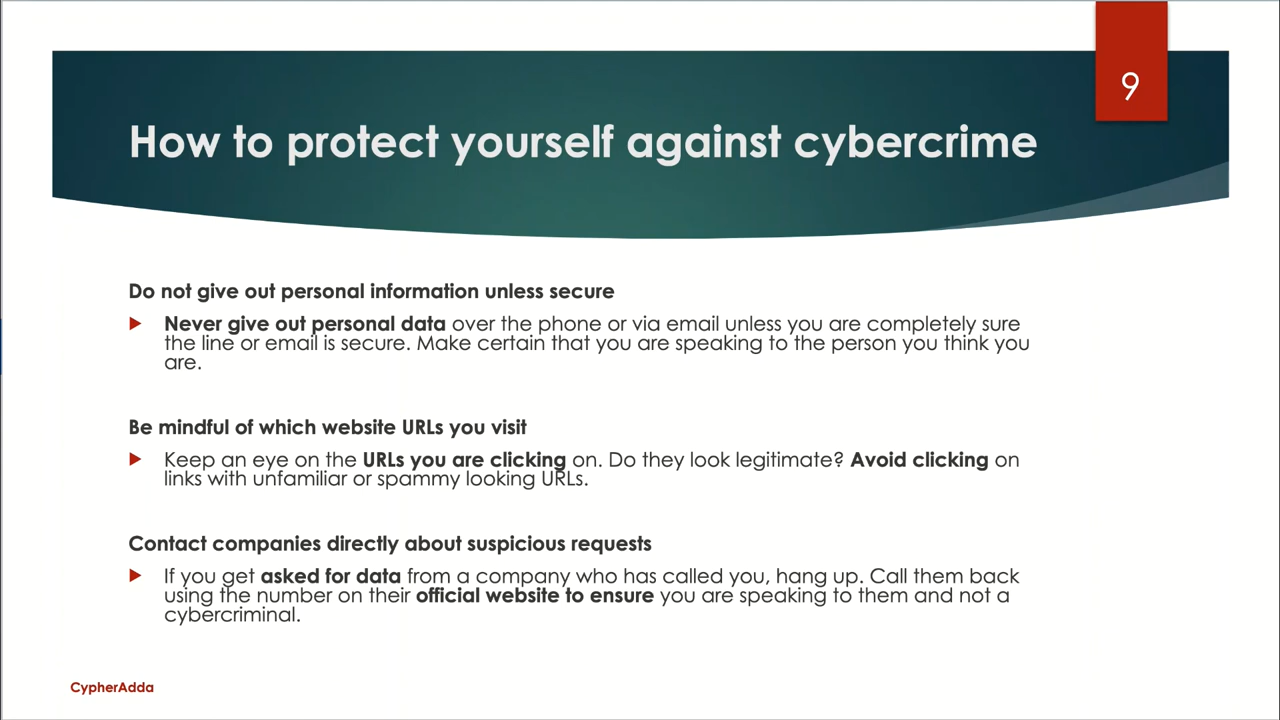 9
How to protect yourself against cybercrime
Do not give out personal information unless secure
Never give out personal data over the phone or via email unless you are completely sure
the line or email is secure. Make certain that you are speaking to the person you think you
are.
Be mindful of which website URLs you visit
Keep an eye on the URLs you are clicking on. Do they look legitimate? Avoid clicking on
links with unfamiliar or spammy looking URLs.
Contact companies directly about suspicious requests
If you get asked for data from a company who has called you, hang up. Call them back
using the number on their official website to ensure you are speaking to them and not a
cybercriminal.
CypherAdda